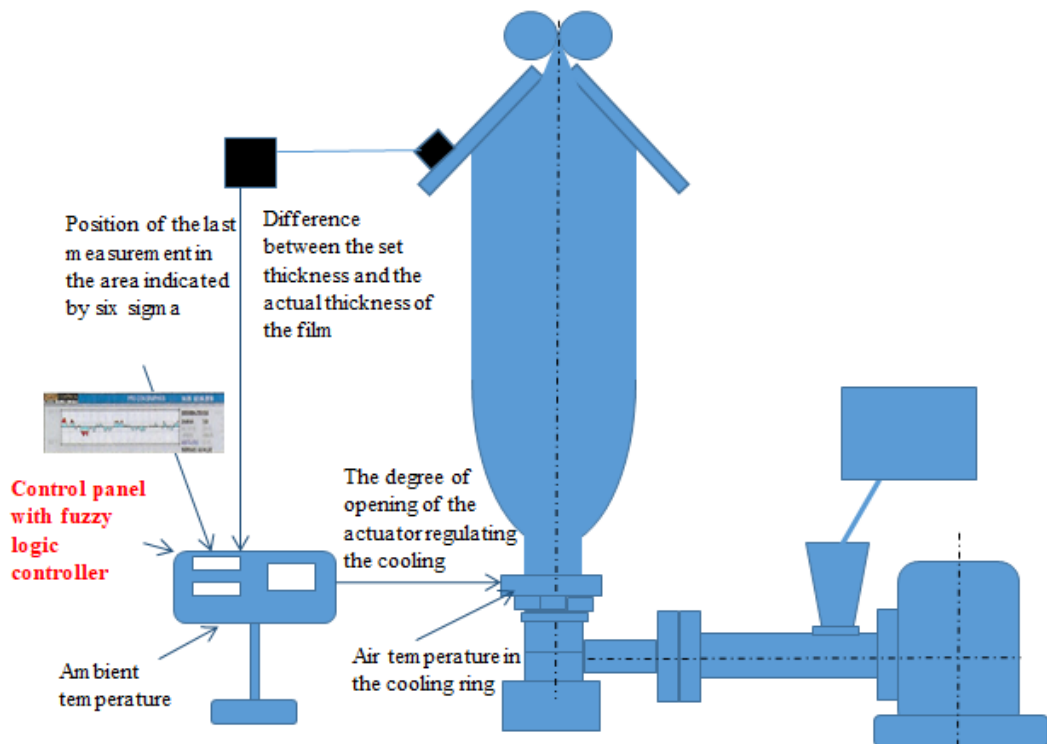 Position of the last
measurement in
the area indicated
by six sigma
Difference
between the set
thickness and the
actual thickness of
the film
Control panel
with fuzzy
logic
controller
The degree of
opening of the
actuator regulating
the cooling
Ambient
temperature
Air temperature in
the cooling ring